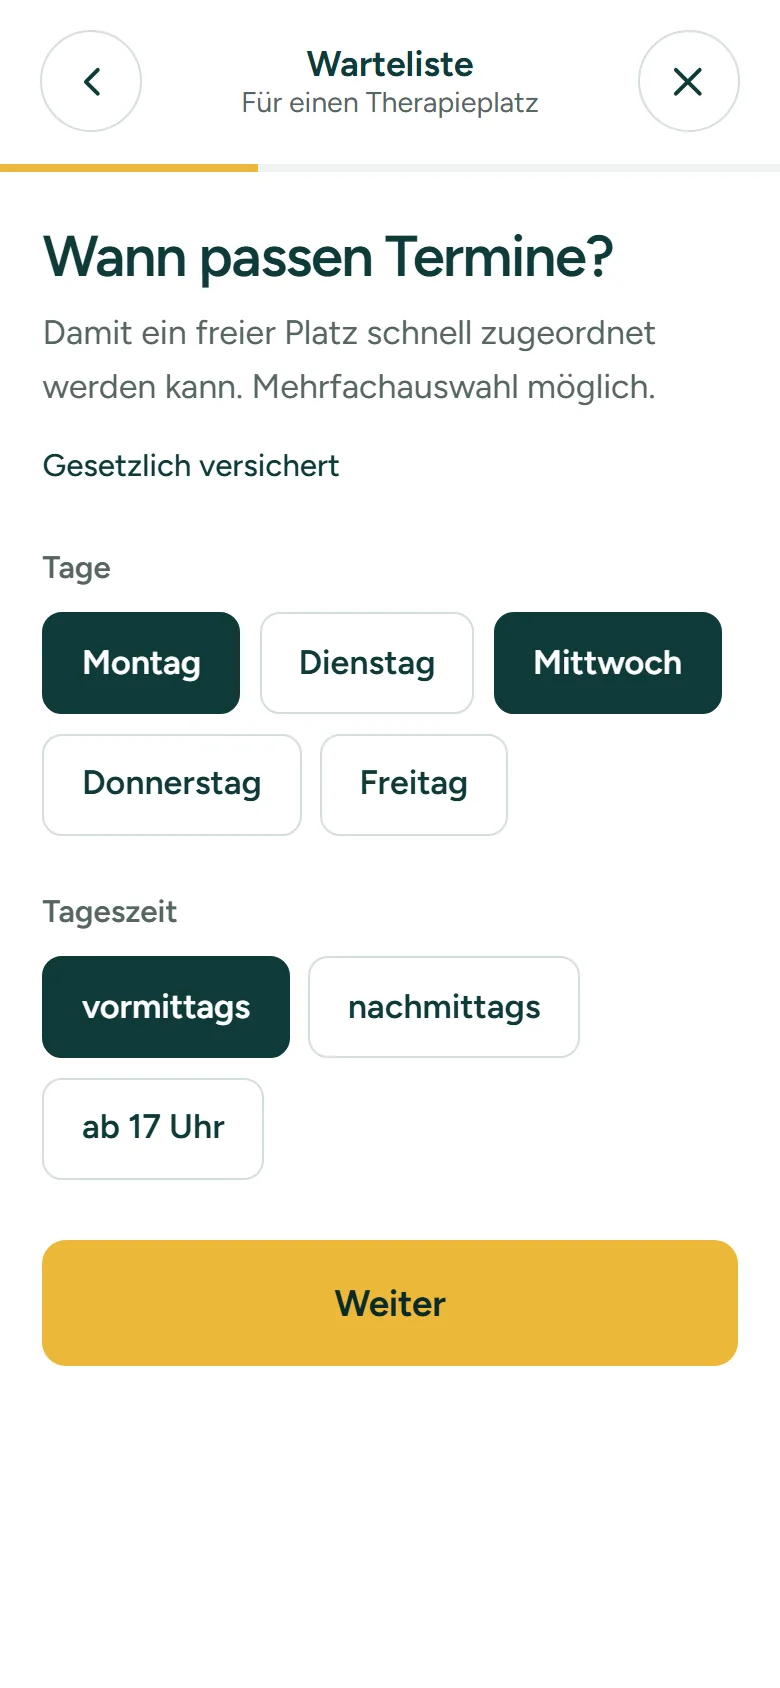 Warteliste
Für einen Therapieplatz
Wann passen Termine?
Damit ein freier Platz schnell zugeordnet
werden kann. Mehrfachauswahl möglich.
Gesetzlich versichert
Tage
Montag Dienstag Mittwoch
Donnerstag Freitag
Tageszeit
vormittags nachmittags
ab 17 Uhr
Weiter